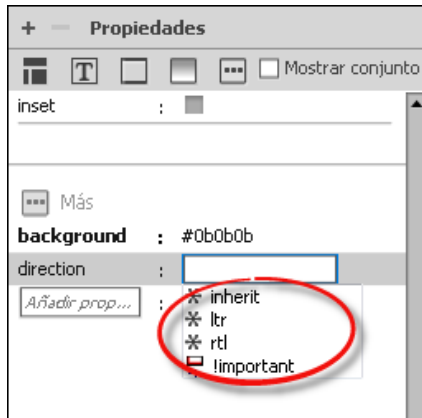 + − Propiedades
T Mostrar conjunto
inset :
Más
background : #0b0b0b
direction :
Añadir prop... :
inherit
ltr
rtl
!important